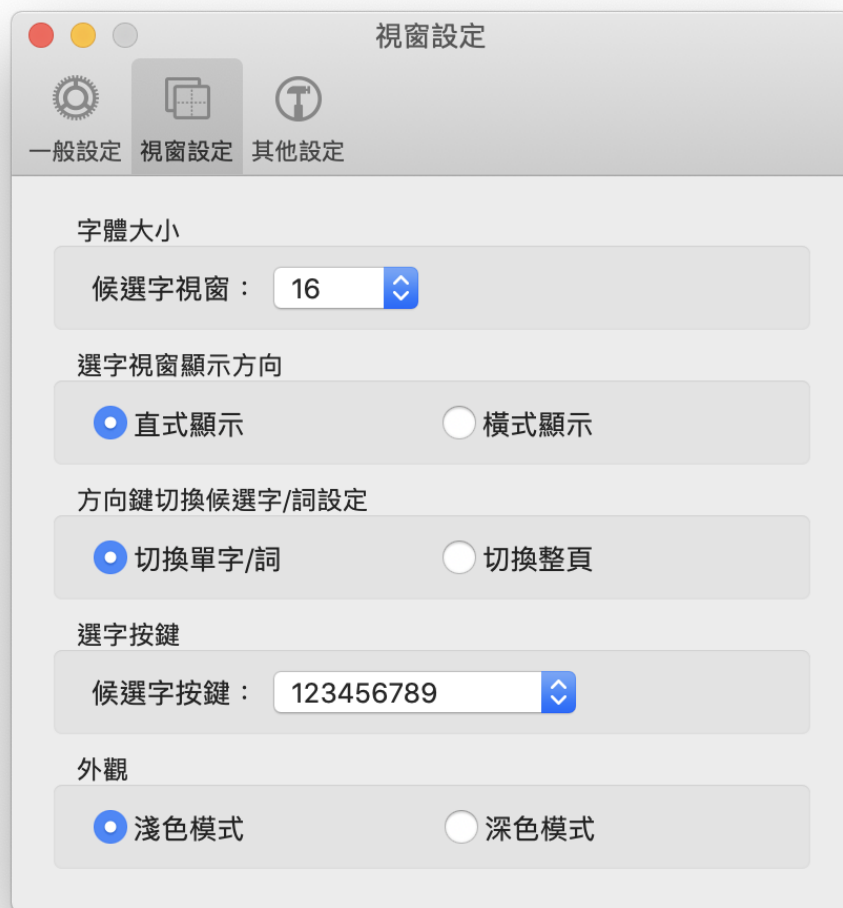 視窗設定
一般設定 視窗設定 其他設定
字體大小
候選字視窗： 16
選字視窗顯示方向
直式顯示 橫式顯示
方向鍵切換候選字/詞設定
切換單字/詞 切換整頁
選字按鍵
候選字按鍵： 123456789
外觀
淺色模式 深色模式